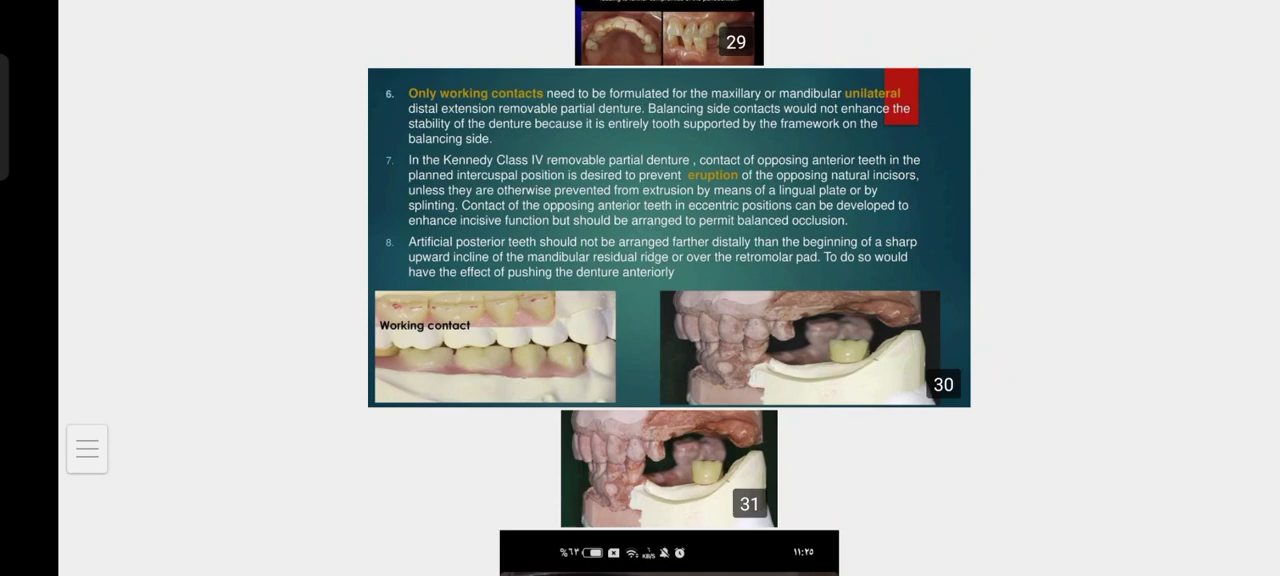 29
6. Only working contacts need to be formulated for the maxillary or mandibular unilateral
distal extension removable partial denture. Balancing side contacts would not enhance the
stability of the denture because it is entirely tooth supported by the framework on the
balancing side.
7. In the Kennedy Class IV removable partial denture , contact of opposing anterior teeth in the
planned intercuspal position is desired to prevent eruption of the opposing natural incisors,
unless they are otherwise prevented from extrusion by means of a lingual plate or by
splinting. Contact of the opposing anterior teeth in eccentric positions can be developed to
enhance incisive function but should be arranged to permit balanced occlusion.
8. Artificial posterior teeth should not be arranged farther distally than the beginning of a sharp
upward incline of the mandibular residual ridge or over the retromolar pad. To do so would
have the effect of pushing the denture anteriorly
Working contact
30
31
%٦٢ KB/S ١١:٢٥